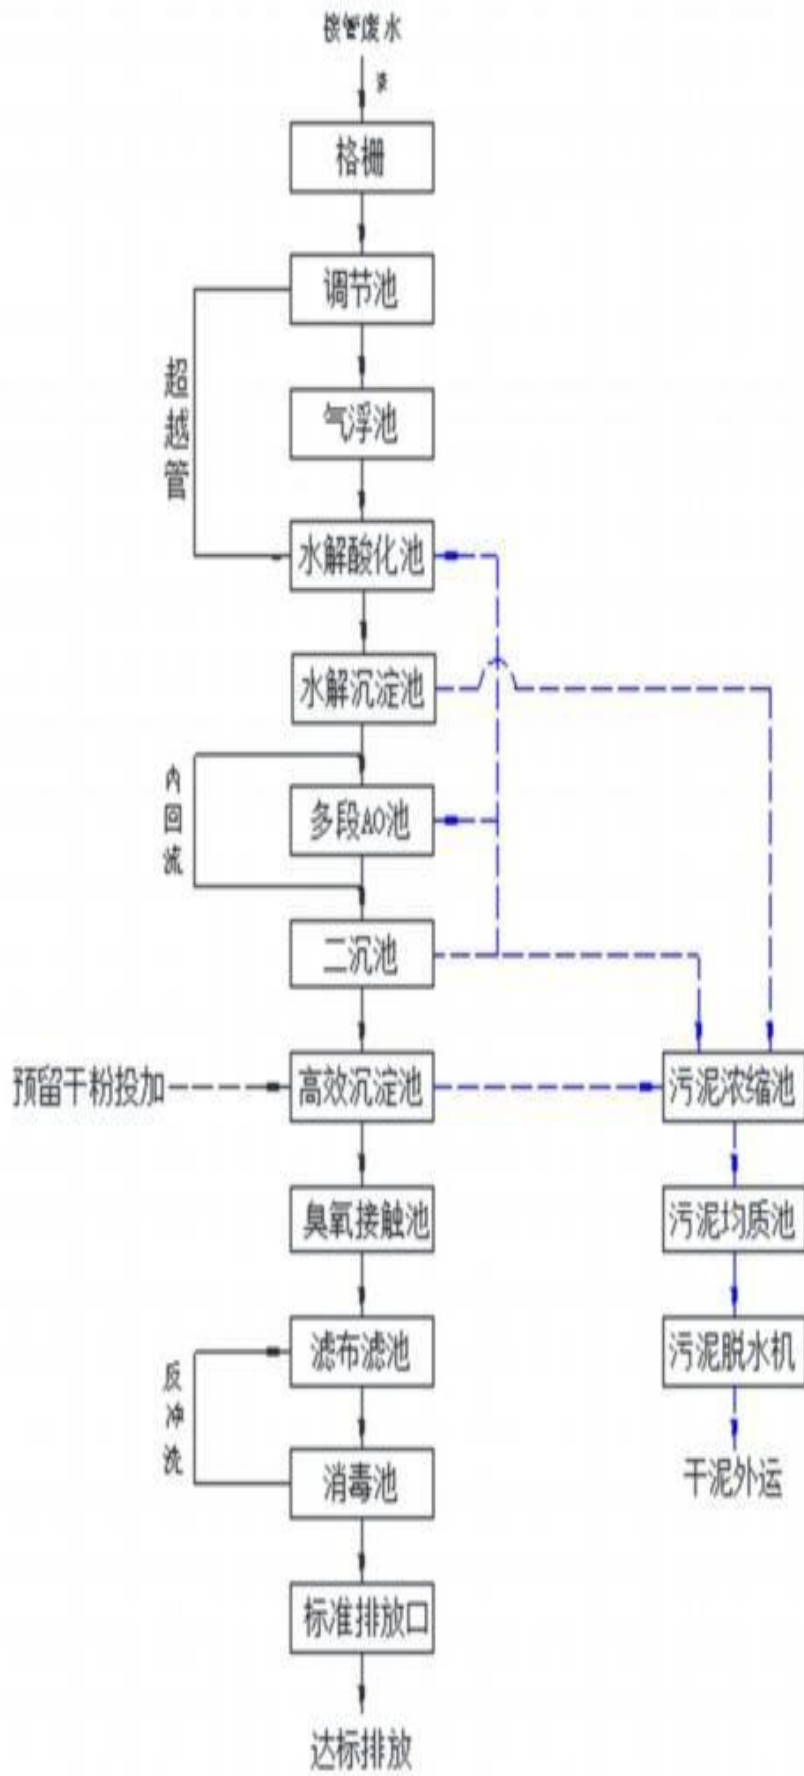 接管废水
格栅
调节池
超越管
气浮池
水解酸化池
水解沉淀池
内回流
多段AO池
二沉池
预留干粉投加
高效沉淀池
污泥浓缩池
臭氧接触池
污泥均质池
滤布滤池
污泥脱水机
反冲洗
消毒池
干泥外运
标准排放口
达标排放